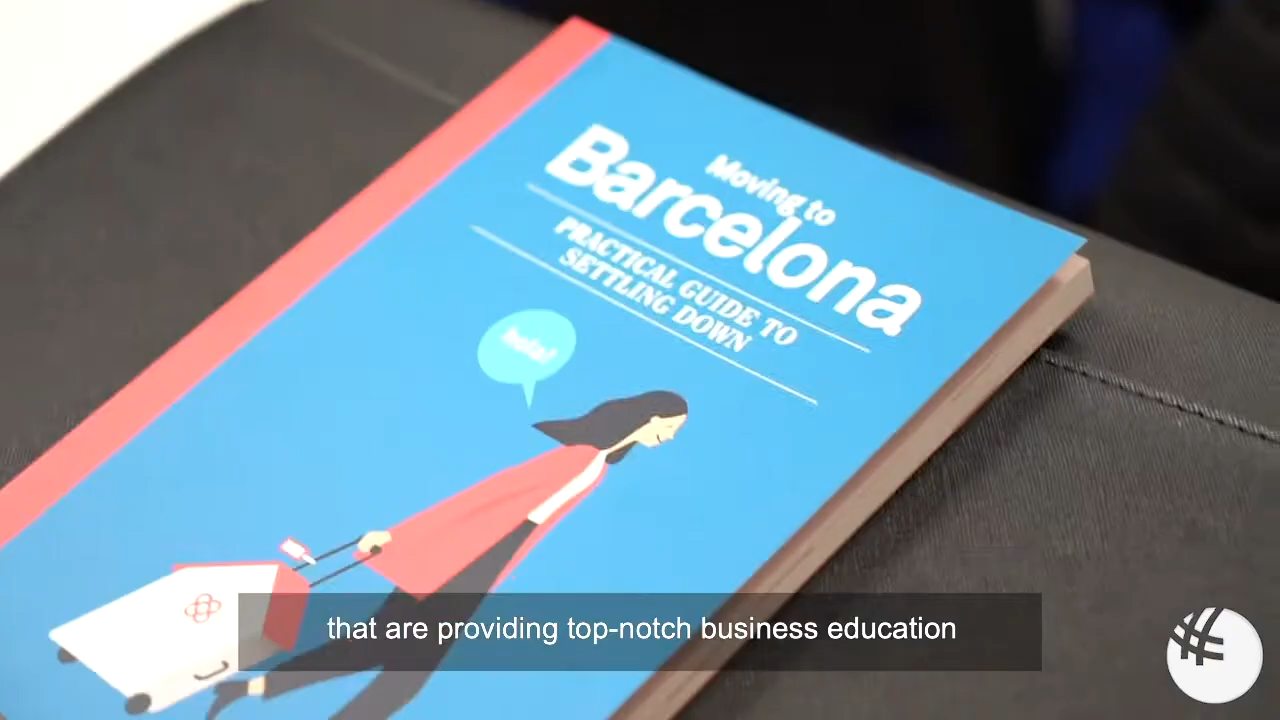 Moving to
Barcelona
PRACTICAL GUIDE TO
SETTLING DOWN
hola!
that are providing top-notch business education